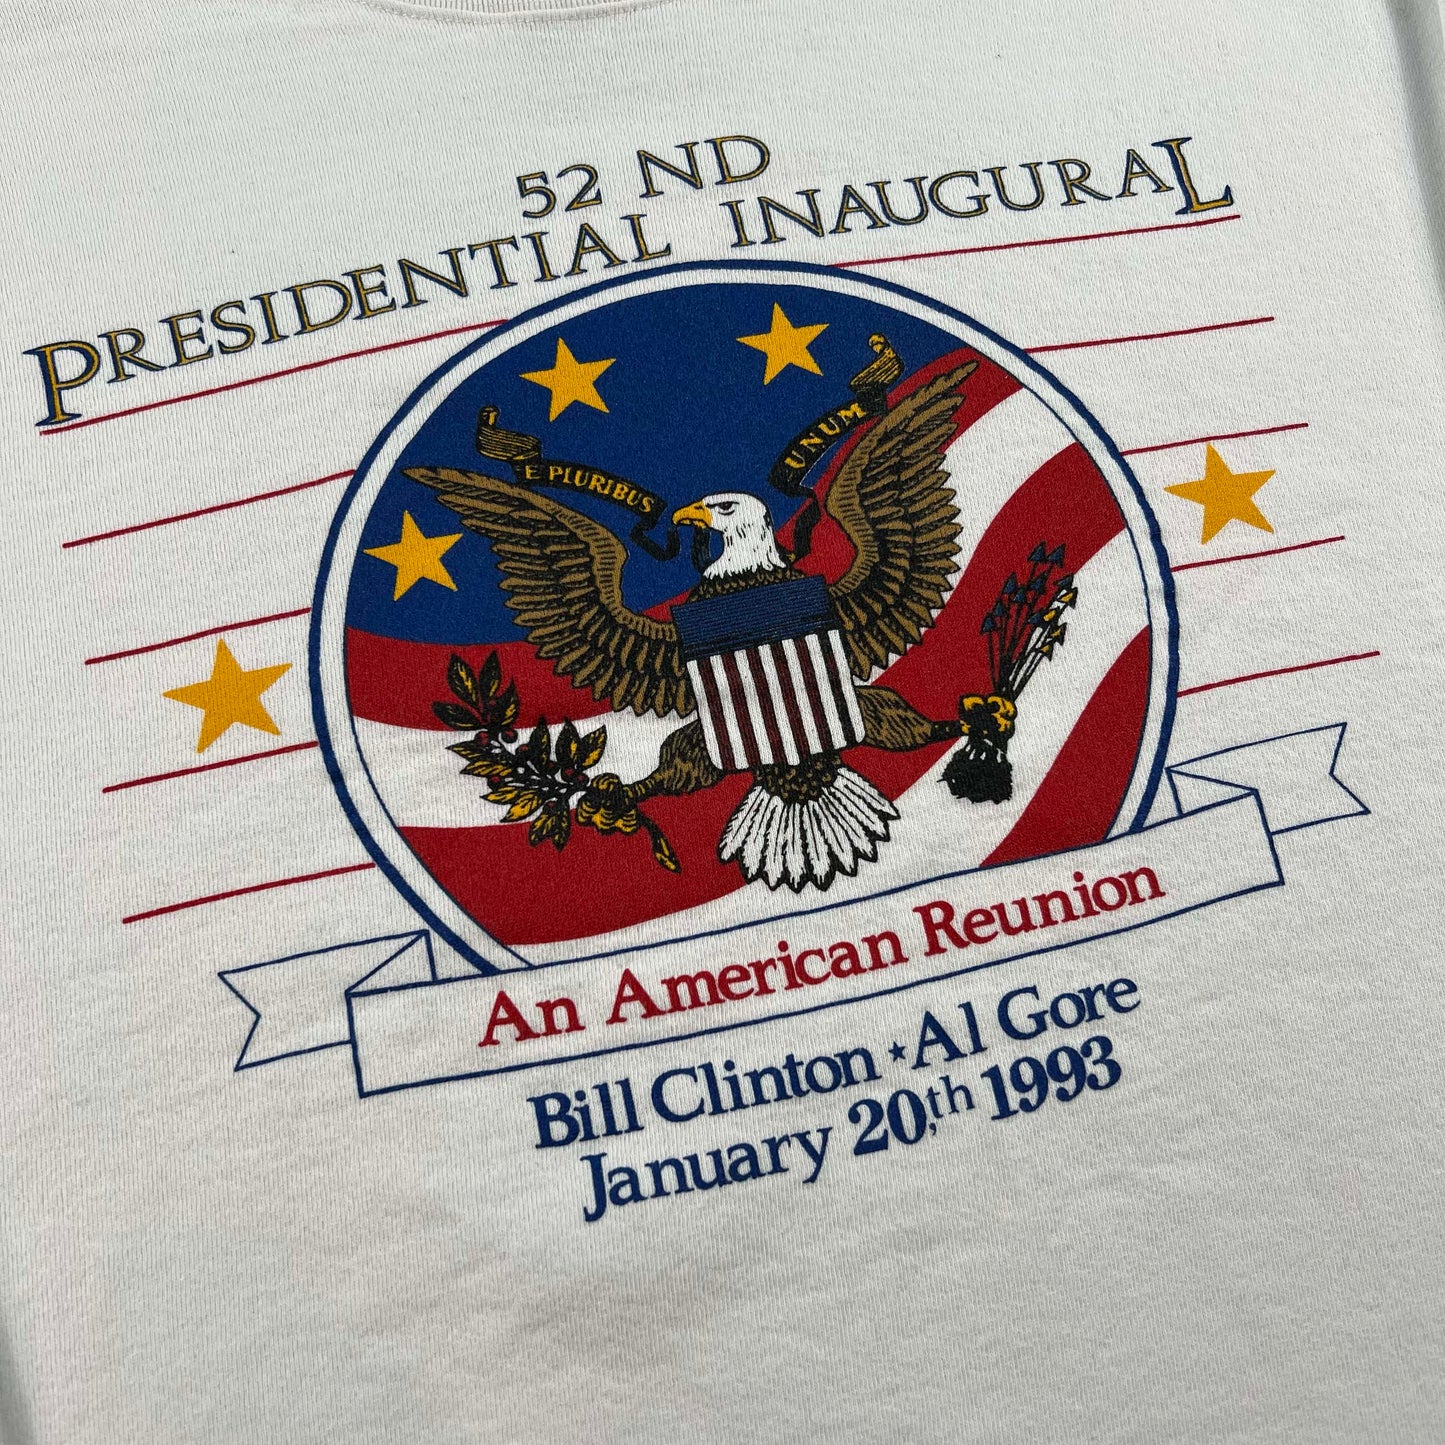 52 ND
PRESIDENTIAL INAUGURAL
E PLURIBUS UNUM
An American Reunion
Bill Clinton ★ Al Gore
January 20,th 1993